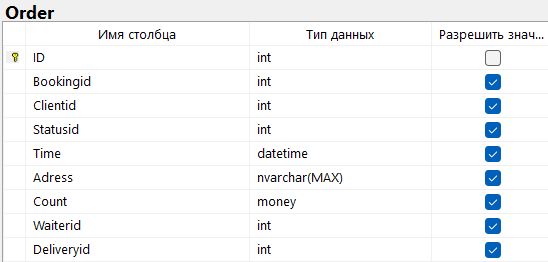 Order
Имя столбца Тип данных Разрешить знач...
ID int
Bookingid int
Clientid int
Statusid int
Time datetime
Adress nvarchar(MAX)
Count money
Waiterid int
Deliveryid int